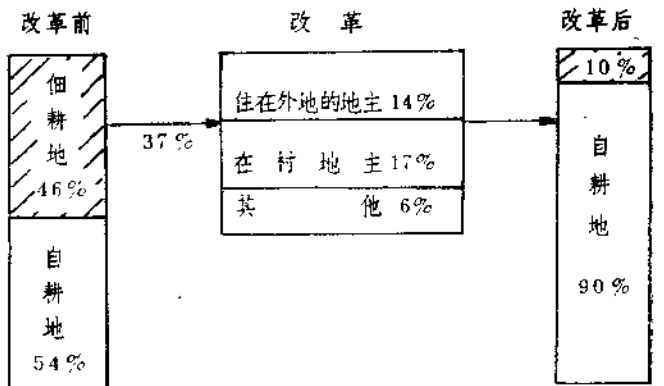 改革前
改 革
改革后
佃耕地
46%
37%
住在外地的地主 14%
在 村 地 主 17%
其 他 6%
10%
自耕地
54%
自耕地
90%